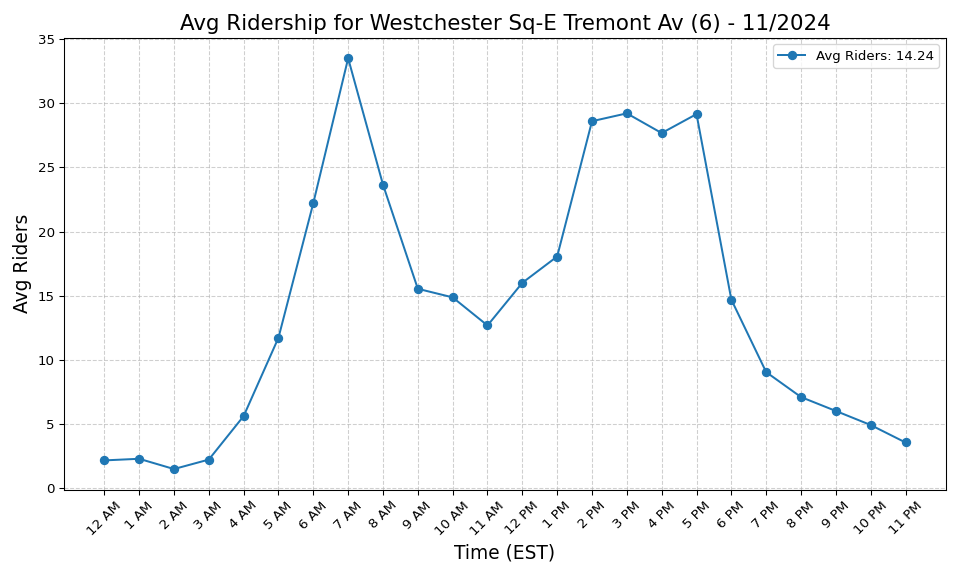 Avg Ridership for Westchester Sq-E Tremont Av (6) - 11/2024
Avg Riders: 14.24
Avg Riders
35
30
25
20
15
10
5
0
12 AM
1 AM
2 AM
3 AM
4 AM
5 AM
6 AM
7 AM
8 AM
9 AM
10 AM
11 AM
12 PM
1 PM
2 PM
3 PM
4 PM
5 PM
6 PM
7 PM
8 PM
9 PM
10 PM
11 PM
Time (EST)